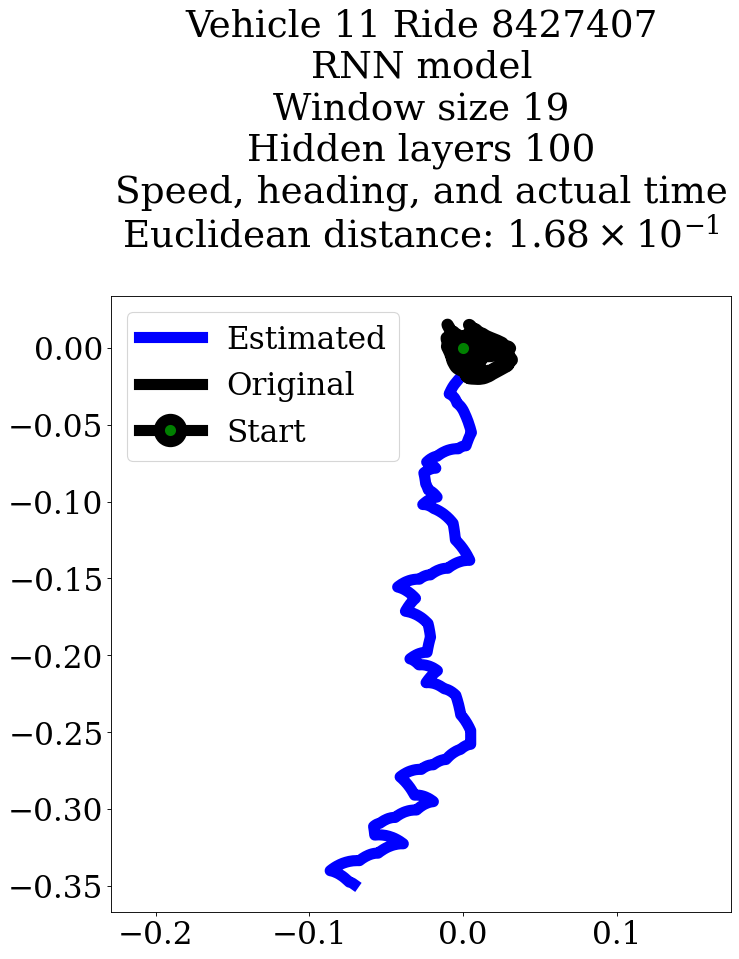 Vehicle 11 Ride 8427407
RNN model
Window size 19
Hidden layers 100
Speed, heading, and actual time
Euclidean distance: 1.68 × 10⁻¹
Estimated
Original
Start
0.00
−0.05
−0.10
−0.15
−0.20
−0.25
−0.30
−0.35
−0.2
−0.1
0.0
0.1